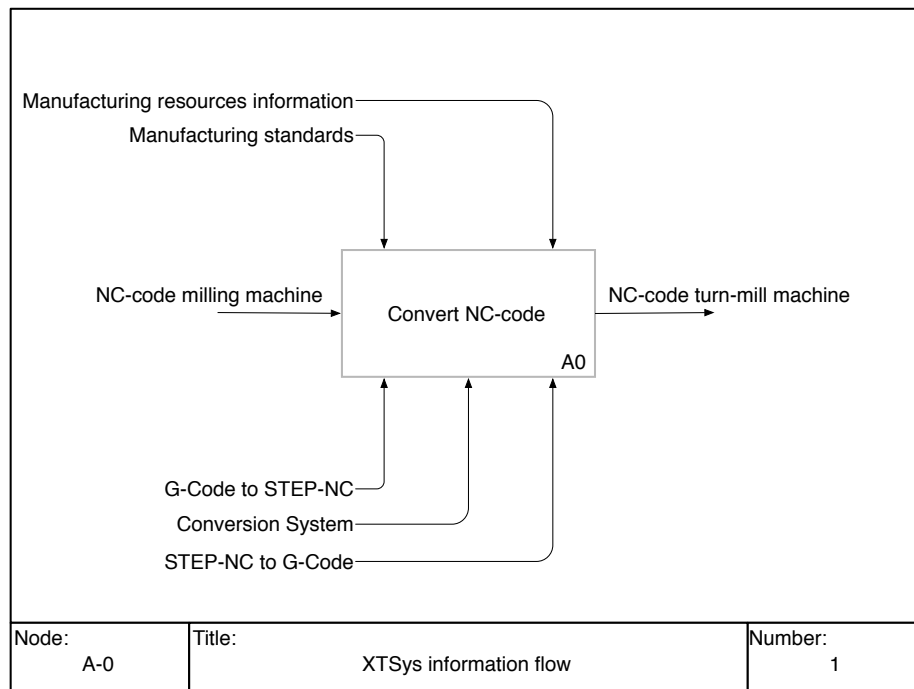 Manufacturing resources information
Manufacturing standards
NC-code milling machine
Convert NC-code
NC-code turn-mill machine
A0
G-Code to STEP-NC
Conversion System
STEP-NC to G-Code
Node:
A-0
Title:
XTSys information flow
Number:
1